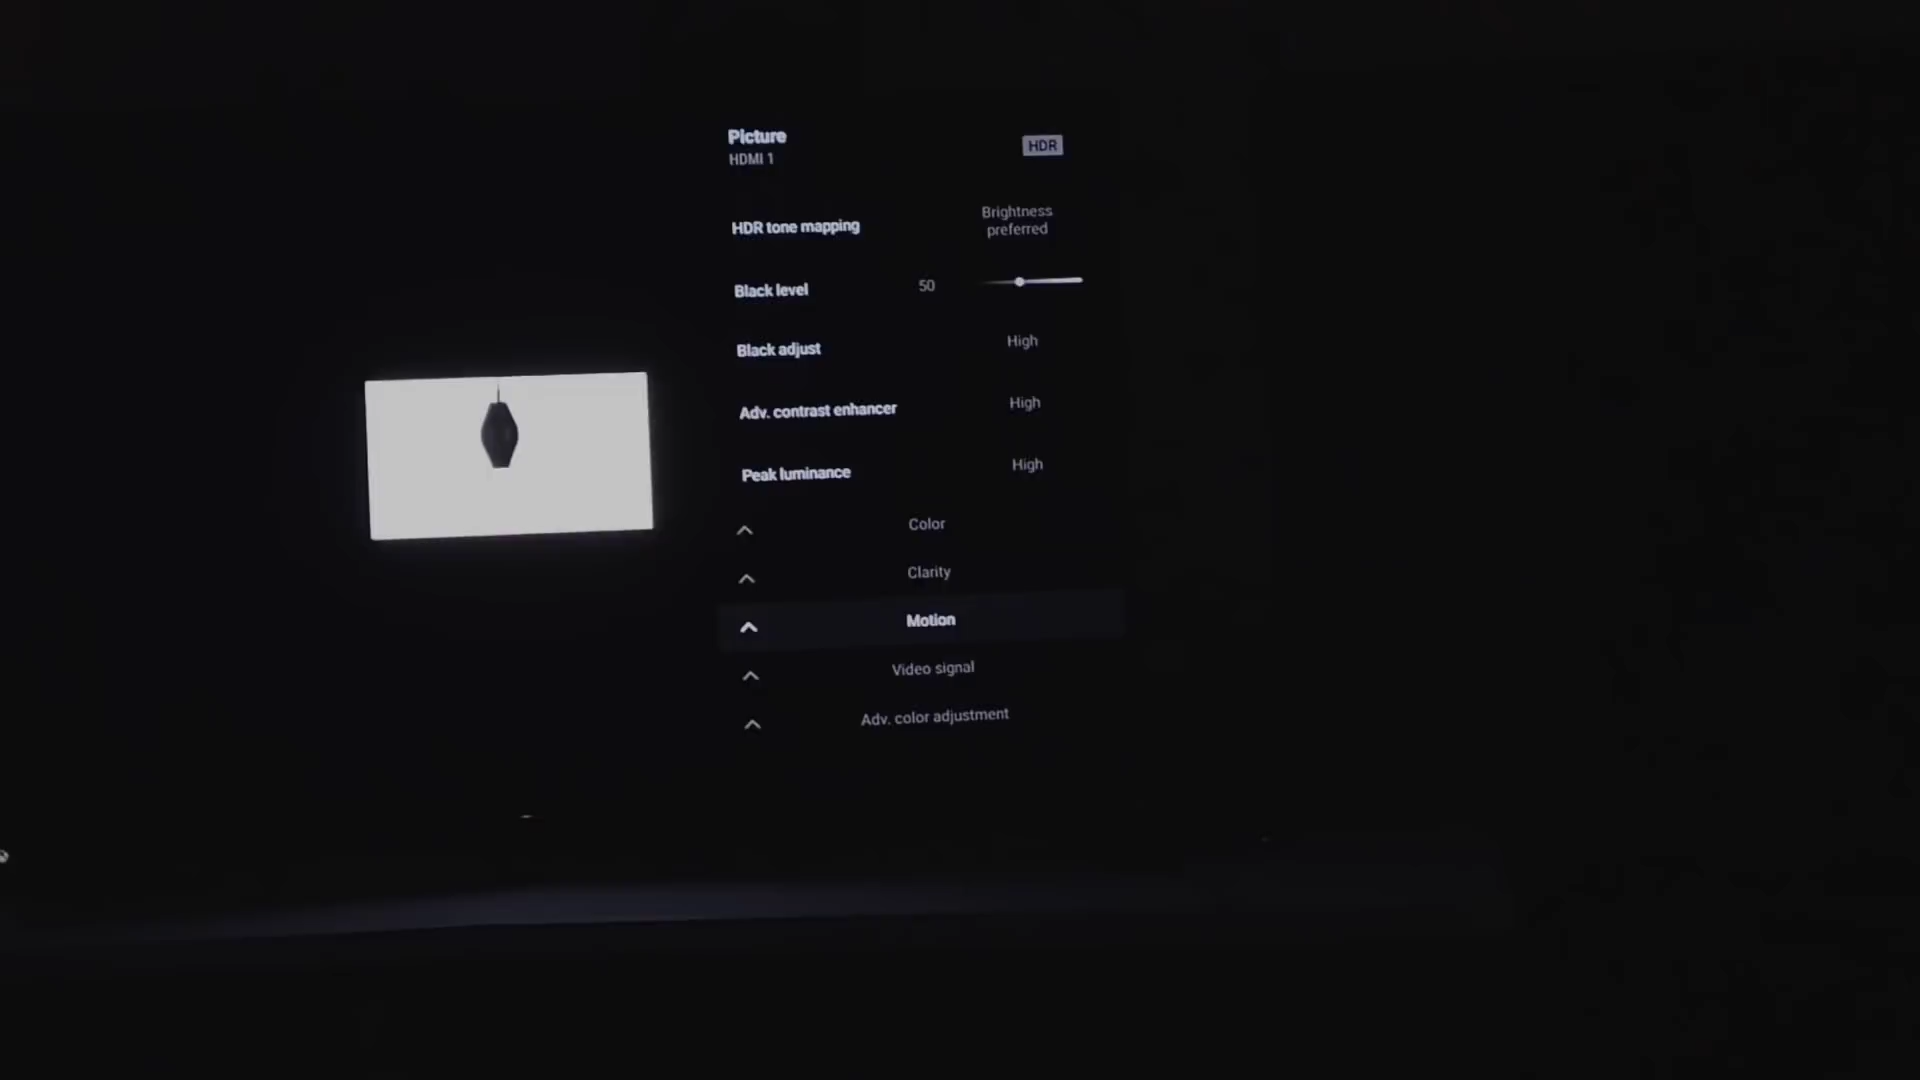 Picture
HDMI 1
HDR
HDR tone mapping
Brightness
preferred
Black level
50
Black adjust
High
Adv. contrast enhancer
High
Peak luminance
High
Color
Clarity
Motion
Video signal
Adv. color adjustment